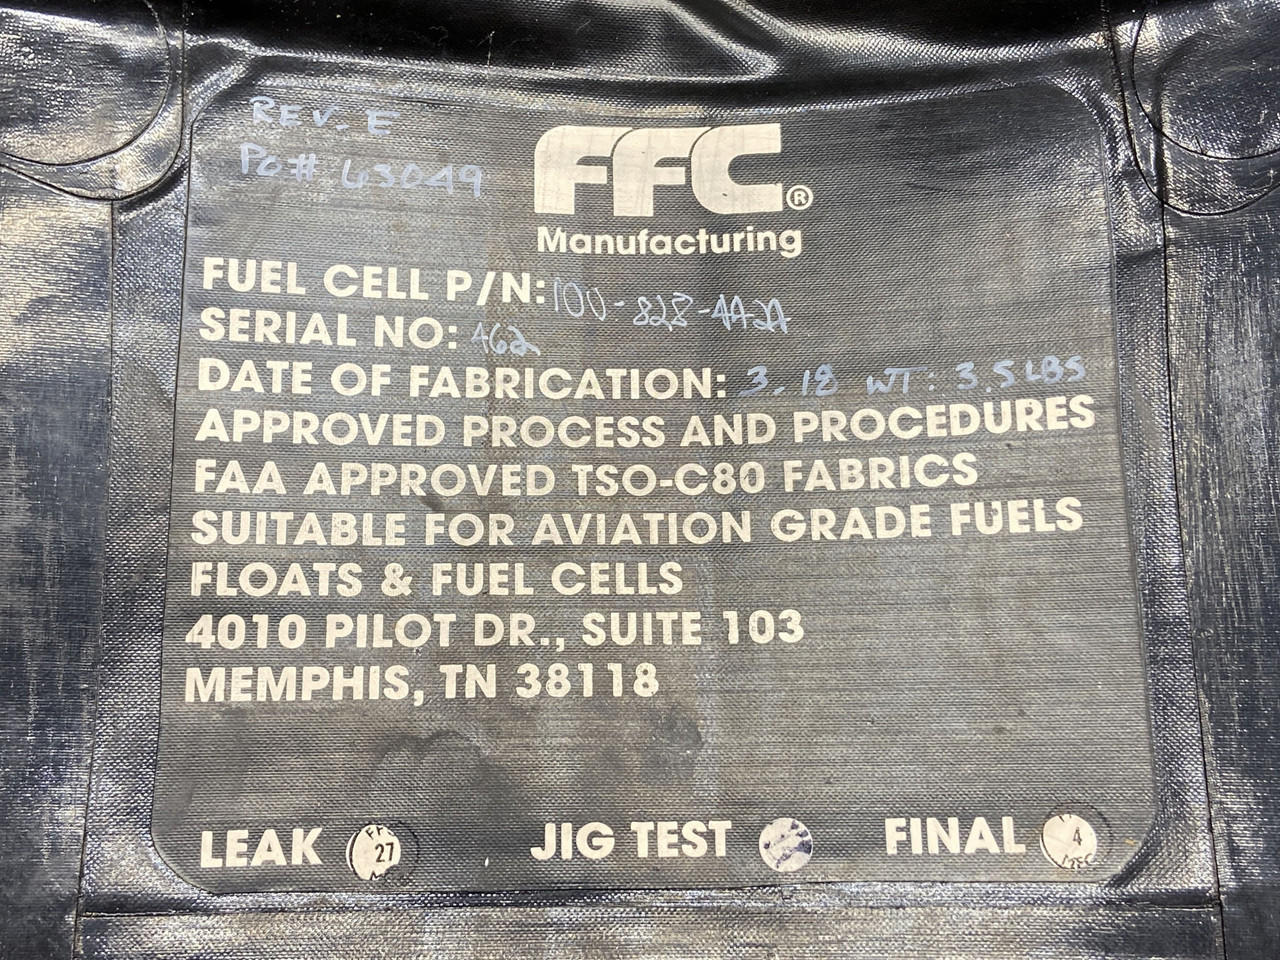 REV. E
PO# 63049
FFC®
Manufacturing
FUEL CELL P/N: 100-828-4A2A
SERIAL NO: 462
DATE OF FABRICATION: 3.18 WT: 3.5 LBS
APPROVED PROCESS AND PROCEDURES
FAA APPROVED TSO-C80 FABRICS
SUITABLE FOR AVIATION GRADE FUELS
FLOATS & FUEL CELLS
4010 PILOT DR., SUITE 103
MEMPHIS, TN 38118
LEAK 27 JIG TEST FINAL 4